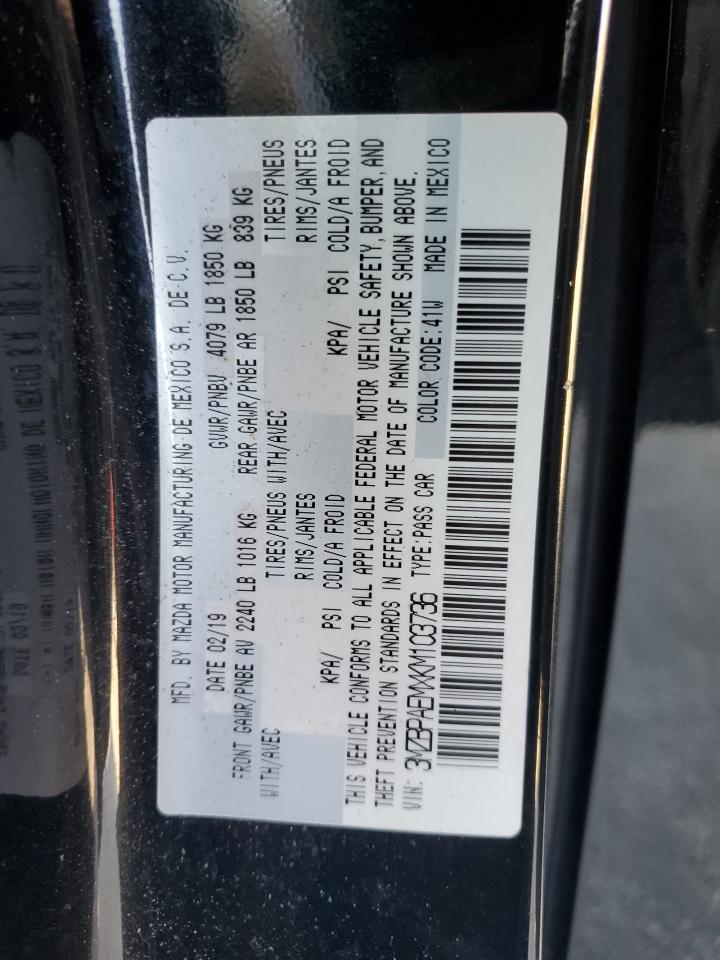 MFD. BY MAZDA MOTOR MANUFACTURING DE MEXICO S.A. DE C.V.
DATE 02/19 GVWR/PNBV 4079 LB 1850 KG
FRONT GAWR/PNBE AV 2240 LB 1016 KG REAR GAWR/PNBE AR 1850 LB 839 KG
WITH/AVEC TIRES/PNEUS WITH/AVEC TIRES/PNEUS
RIMS/JANTES RIMS/JANTES
KPA/ PSI COLD/A FROID KPA/ PSI COLD/A FROID
THIS VEHICLE CONFORMS TO ALL APPLICABLE FEDERAL MOTOR VEHICLE SAFETY, BUMPER, AND
THEFT PREVENTION STANDARDS IN EFFECT ON THE DATE OF MANUFACTURE SHOWN ABOVE.
VIN: 3MZBPAEMXKM103736 TYPE:PASS CAR COLOR CODE:41W MADE IN MEXICO